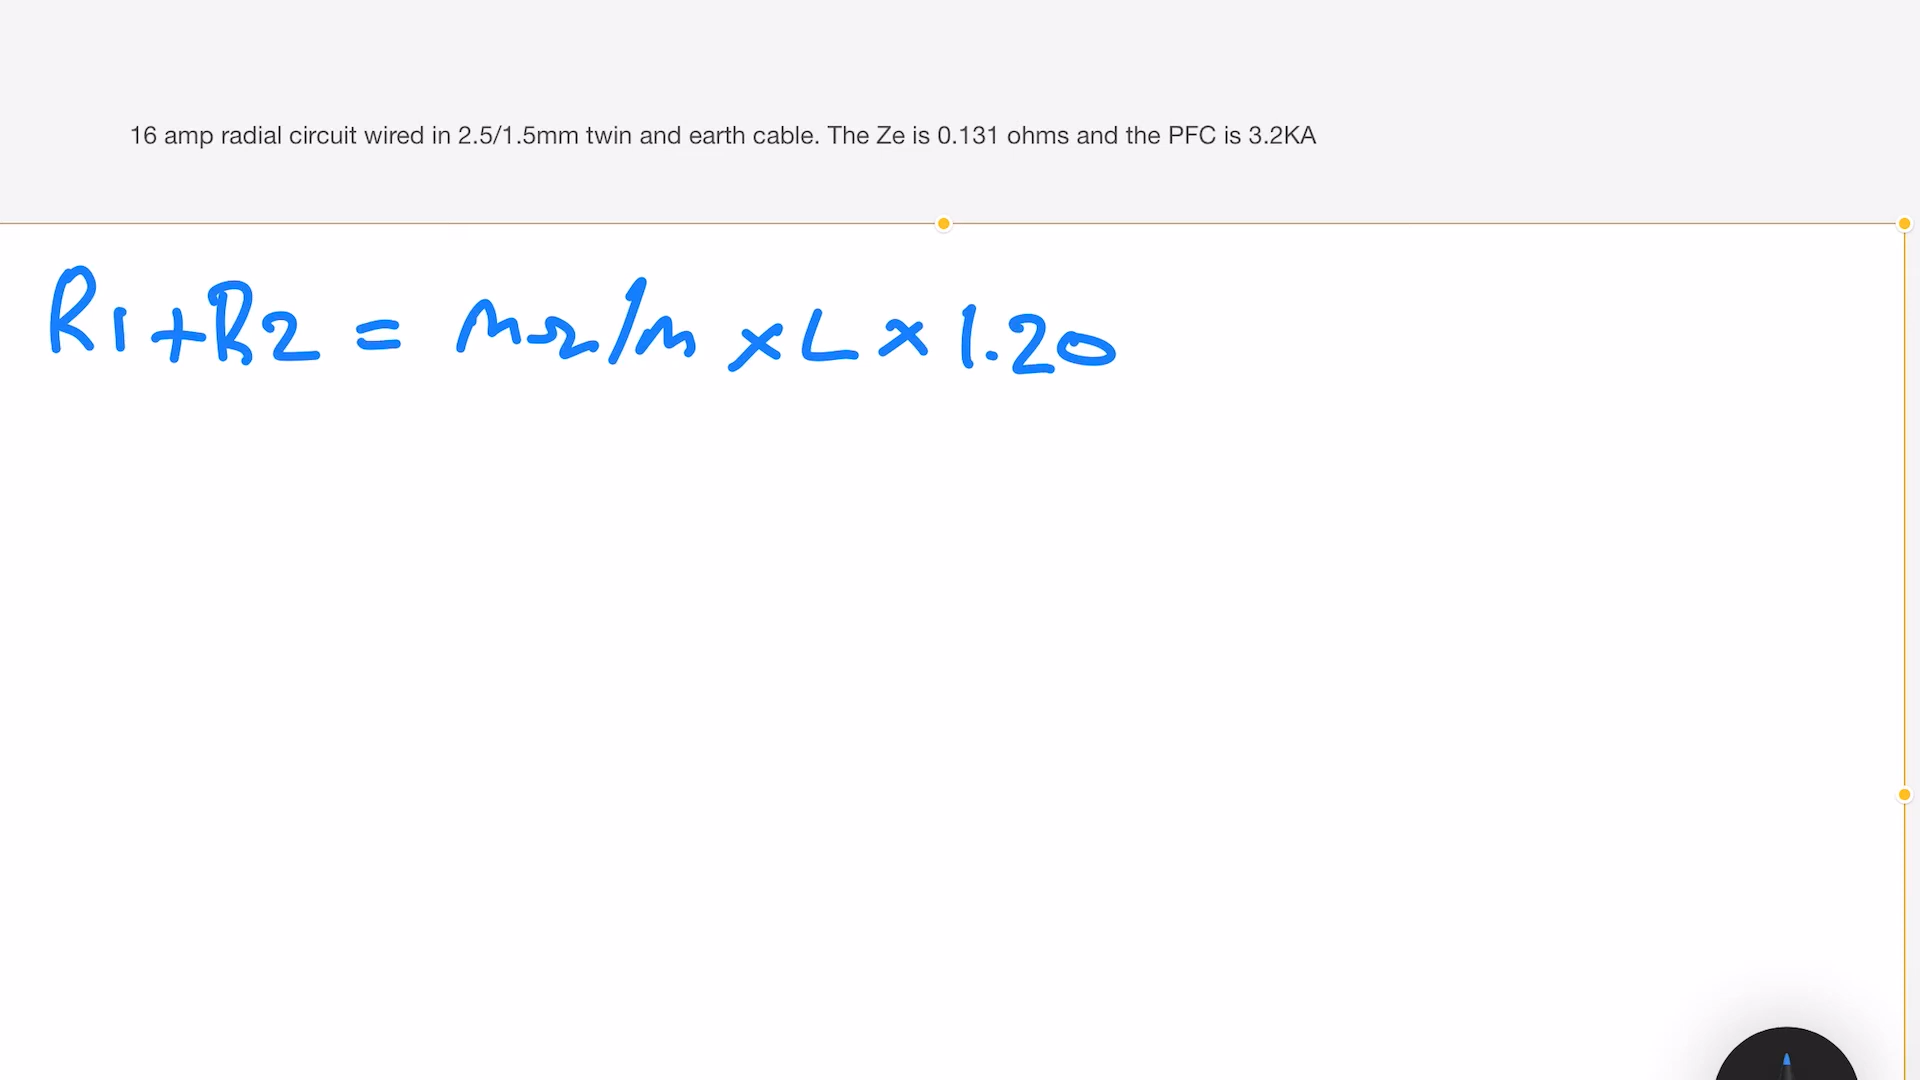 16 amp radial circuit wired in 2.5/1.5mm twin and earth cable. The Ze is 0.131 ohms and the PFC is 3.2KA
R1+R2 = mΩ/m × L × 1.20